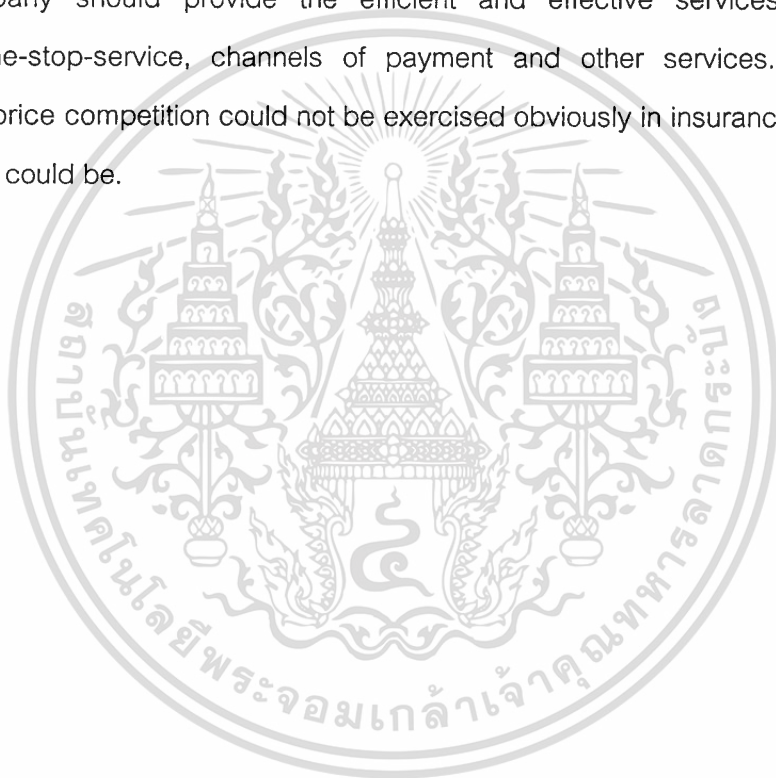 should provide the efficient and effective services
ne-stop-service, channels of payment and other services.
price competition could not be exercised obviously in insuranc
could be.
๔
สถาบันเทคโนโลยีพระจอมเกล้าเจ้าคุณทหารลาดกระบัง